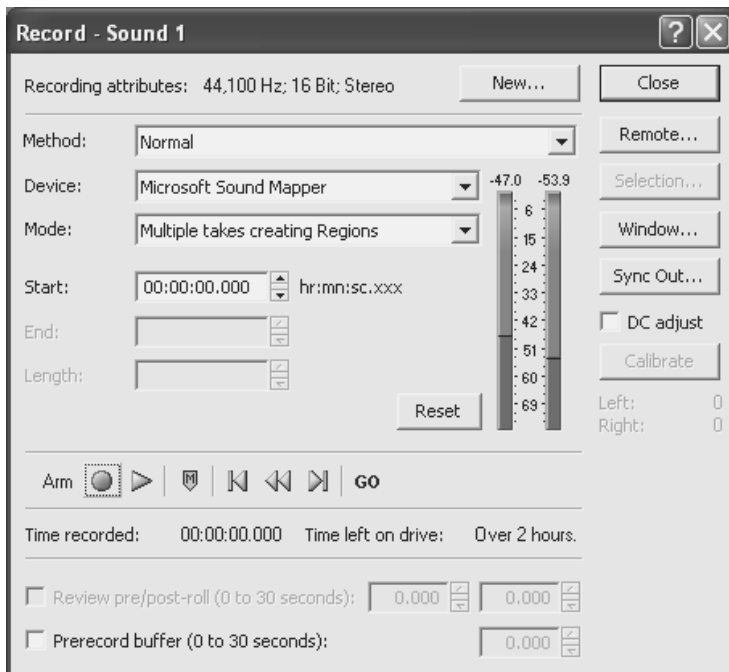 Record - Sound 1
Recording attributes: 44,100 Hz; 16 Bit; Stereo
New...
Close
Method: Normal
Remote...
Device: Microsoft Sound Mapper
-47.0 -53.9
Selection...
Mode: Multiple takes creating Regions
Window...
Start: 00:00:00.000 hr:mn:sc.xxx
Sync Out...
End:
DC adjust
Length:
Calibrate
6
15
24
33
42
51
60
69
Reset
Left: 0
Right: 0
Arm M GO
Time recorded: 00:00:00.000 Time left on drive: Over 2 hours.
Review pre/post-roll (0 to 30 seconds): 0.000 0.000
Prerecord buffer (0 to 30 seconds): 0.000